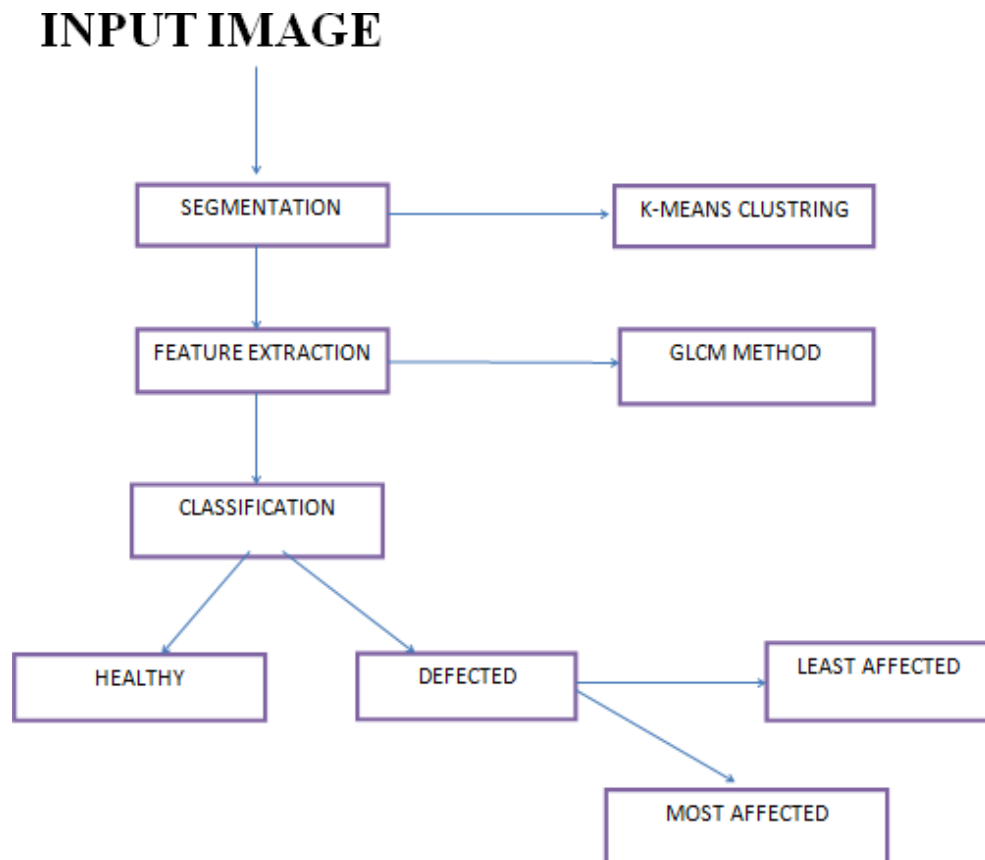 INPUT IMAGE
SEGMENTATION
K-MEANS CLUSTRING
FEATURE EXTRACTION
GLCM METHOD
CLASSIFICATION
HEALTHY
DEFECTED
LEAST AFFECTED
MOST AFFECTED